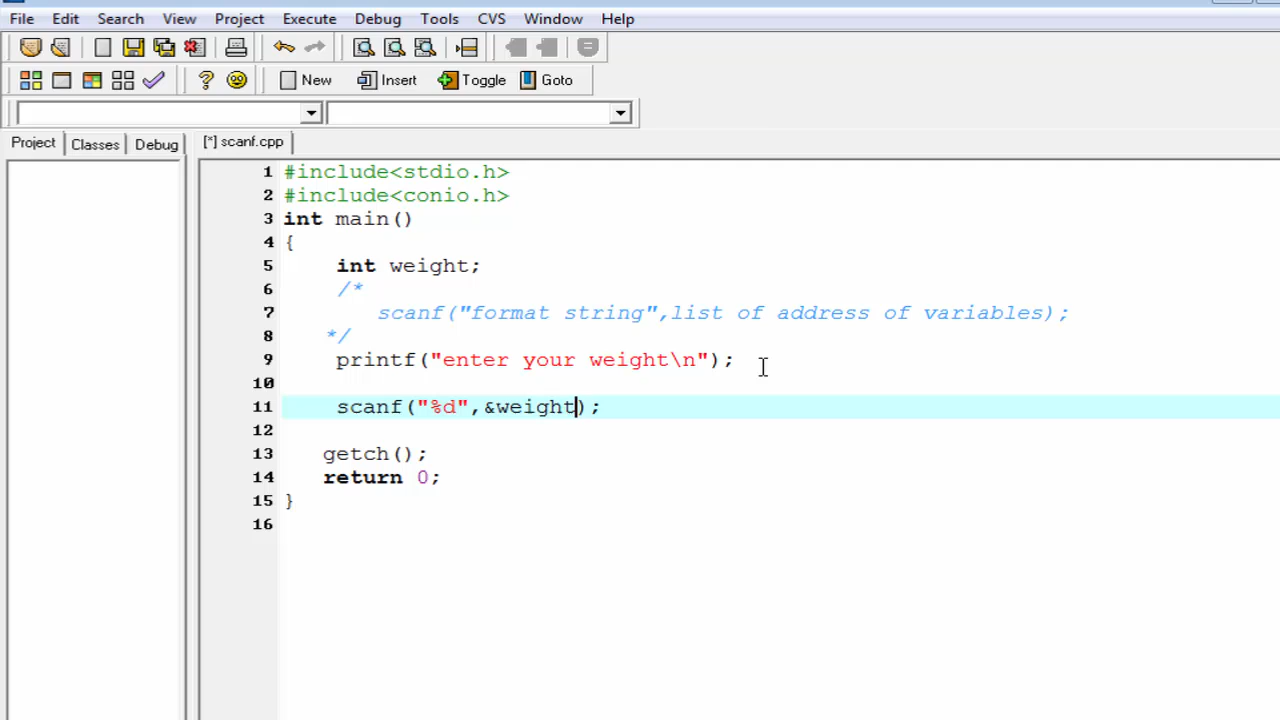 File Edit Search View Project Execute Debug Tools CVS Window Help
New Insert Toggle Goto
Project Classes Debug [*] scanf.cpp
1 #include<stdio.h>
2 #include<conio.h>
3 int main()
4 {
5 int weight;
6 /*
7 scanf("format string",list of address of variables);
8 */
9 printf("enter your weight\n");
10
11 scanf("%d",&weight);
12
13 getch();
14 return 0;
15 }
16